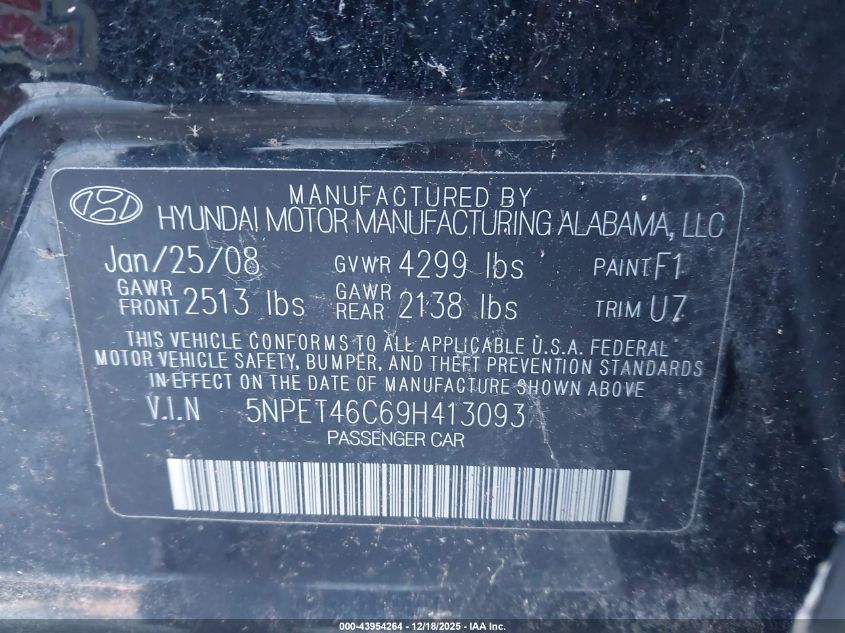 MANUFACTURED BY
HYUNDAI MOTOR MANUFACTURING ALABAMA, LLC
Jan/25/08 GVWR 4299 lbs PAINT F1
GAWR FRONT 2513 lbs GAWR REAR 2138 lbs TRIM U7
THIS VEHICLE CONFORMS TO ALL APPLICABLE U.S.A. FEDERAL
MOTOR VEHICLE SAFETY, BUMPER, AND THEFT PREVENTION STANDARDS
IN EFFECT ON THE DATE OF MANUFACTURE SHOWN ABOVE
V.I.N 5NPET46C69H413093
PASSENGER CAR
000-43954264 - 12/18/2025 - IAA Inc.